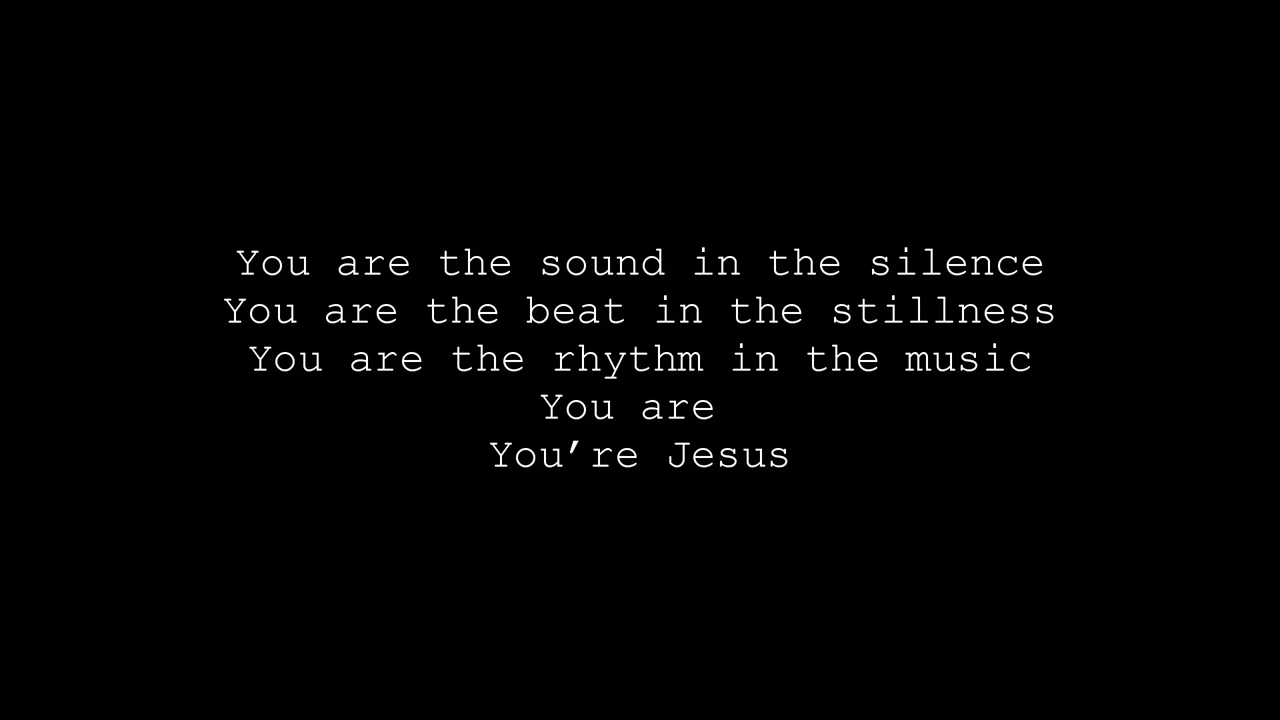 You are the sound in the silence
You are the beat in the stillness
You are the rhythm in the music
You are
You’re Jesus